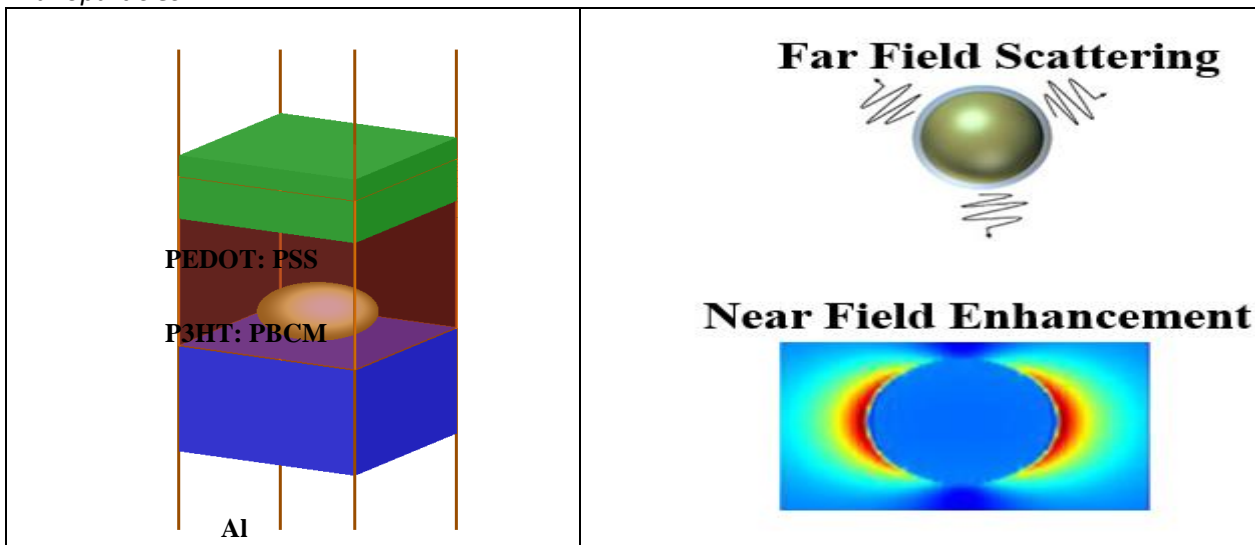 PEDOT: PSS
P3HT: PBCM
Al
Far Field Scattering
Near Field Enhancement